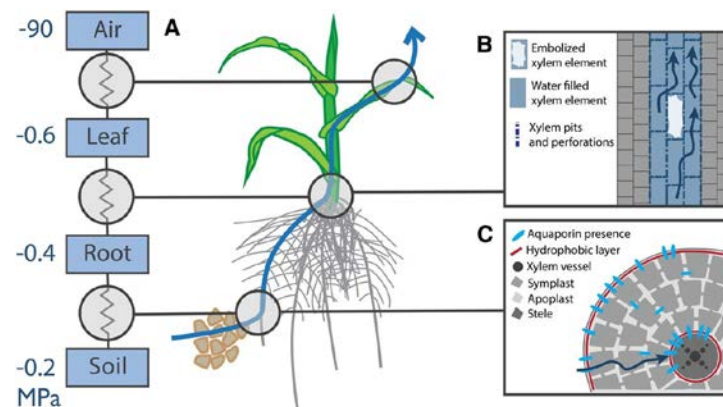 -90
Air
A
-0.6
Leaf
-0.4
Root
-0.2
Soil
MPa
B
Embolized
xylem element
Water filled
xylem element
Xylem pits
and perforations
C
Aquaporin presence
Hydrophobic layer
Xylem vessel
Symplast
Apoplast
Stele